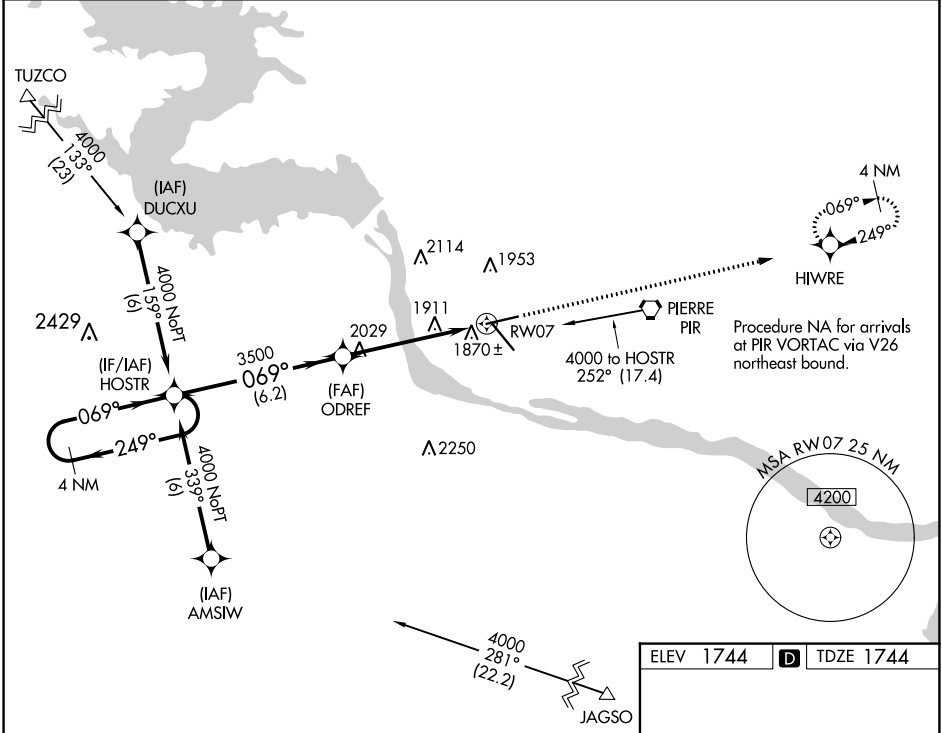 TUZCO
4000
133°
(23)
(IAF)
DUCXU
4000 NoPT
159°
(6)
2429
(IF/IAF)
HOSTR
069°
249°
4 NM
3500
069°
(6.2)
4000 NoPT
339°
(6)
(IAF)
AMSIW
2029
(FAF)
ODREF
2114
1953
1911
1870±
RW07
2250
PIERRE
PIR
4000 to HOSTR
252° (17.4)
4 NM
069°
249°
HIWRE
Procedure NA for arrivals
at PIR VORTAC via V26
northeast bound.
MSA RW07 25 NM
4200
4000
281°
(22.2)
JAGSO
ELEV 1744 D TDZE 1744